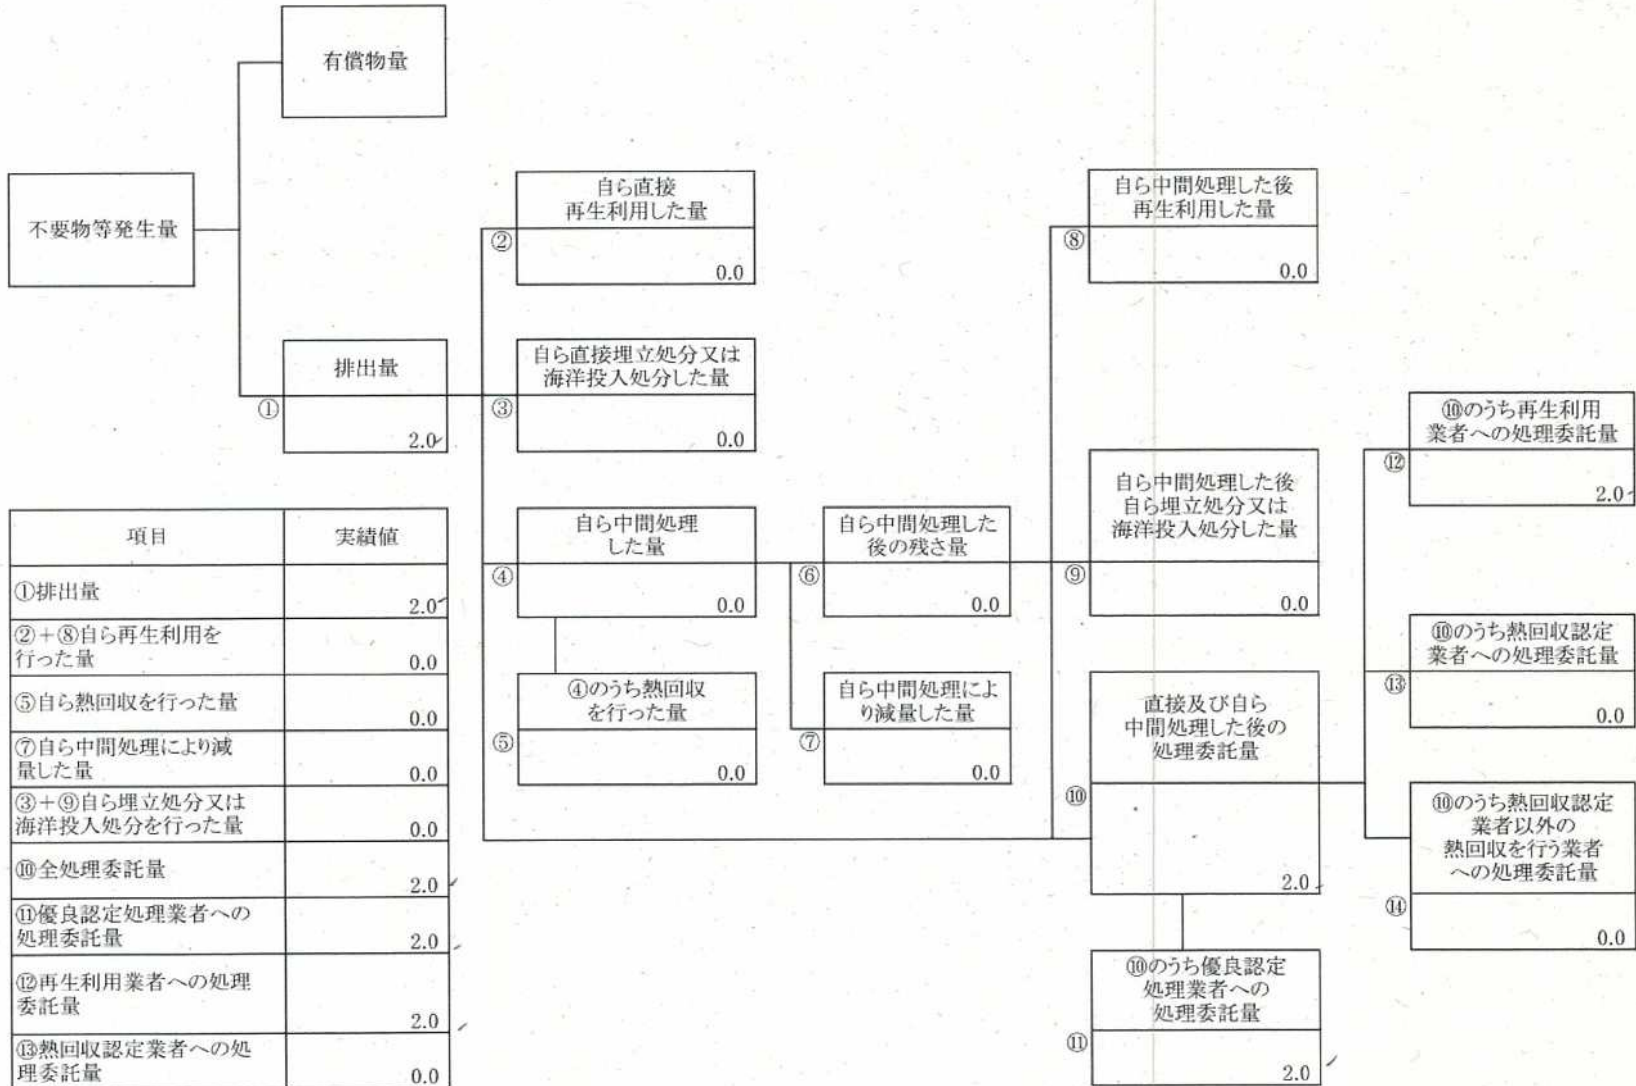 有償物量
不要物等発生量
排出量
①
2.0
自ら直接
再生利用した量
②
0.0
自ら直接埋立処分又は
海洋投入処分した量
③
0.0
自ら中間処理
した量
④
0.0
④のうち熱回収
を行った量
⑤
0.0
自ら中間処理した
後の残さ量
⑥
0.0
自ら中間処理によ
り減量した量
⑦
0.0
自ら中間処理した後
再生利用した量
⑧
0.0
自ら中間処理した後
自ら埋立処分又は
海洋投入処分した量
⑨
0.0
直接及び自ら
中間処理した後の
処理委託量
⑩
2.0
⑩のうち優良認定
処理業者への
処理委託量
⑪
2.0
⑩のうち再生利用
業者への処理委託量
⑫
2.0
⑩のうち熱回収認定
業者への処理委託量
⑬
0.0
⑩のうち熱回収認定
業者以外の
熱回収を行う業者
への処理委託量
⑭
0.0
項目 実績値
①排出量
2.0
②+⑧自ら再生利用を
行った量 0.0
⑤自ら熱回収を行った量
0.0
⑦自ら中間処理により減
量した量 0.0
③+⑨自ら埋立処分又は
海洋投入処分を行った量 0.0
⑩全処理委託量
2.0
⑪優良認定処理業者への
処理委託量 2.0
⑫再生利用業者への処理
委託量
2.0
⑬熱回収認定業者への処
理委託量 0.0